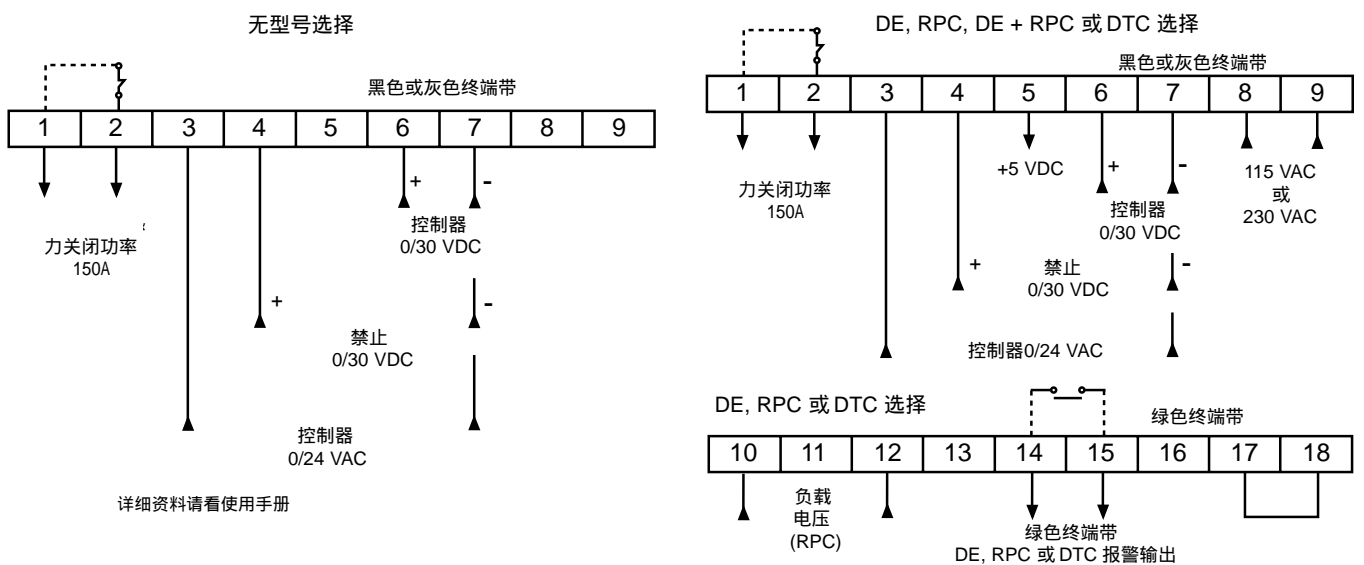 无型号选择
黑色或灰色终端带
1 2 3 4 5 6 7 8 9
+ -
控制器
0/30 VDC
力关闭功率
150A
+ -
禁止
0/30 VDC
控制器
0/24 VAC
详细资料请看使用手册
DE, RPC, DE + RPC 或 DTC 选择
黑色或灰色终端带
1 2 3 4 5 6 7 8 9
+5 VDC
+ -
115 VAC
或
230 VAC
力关闭功率
150A
控制器
0/30 VDC
+ -
禁止
0/30 VDC
控制器0/24 VAC
DE, RPC 或 DTC 选择
绿色终端带
10 11 12 13 14 15 16 17 18
负载
电压
(RPC)
绿色终端带
DE, RPC 或 DTC 报警输出